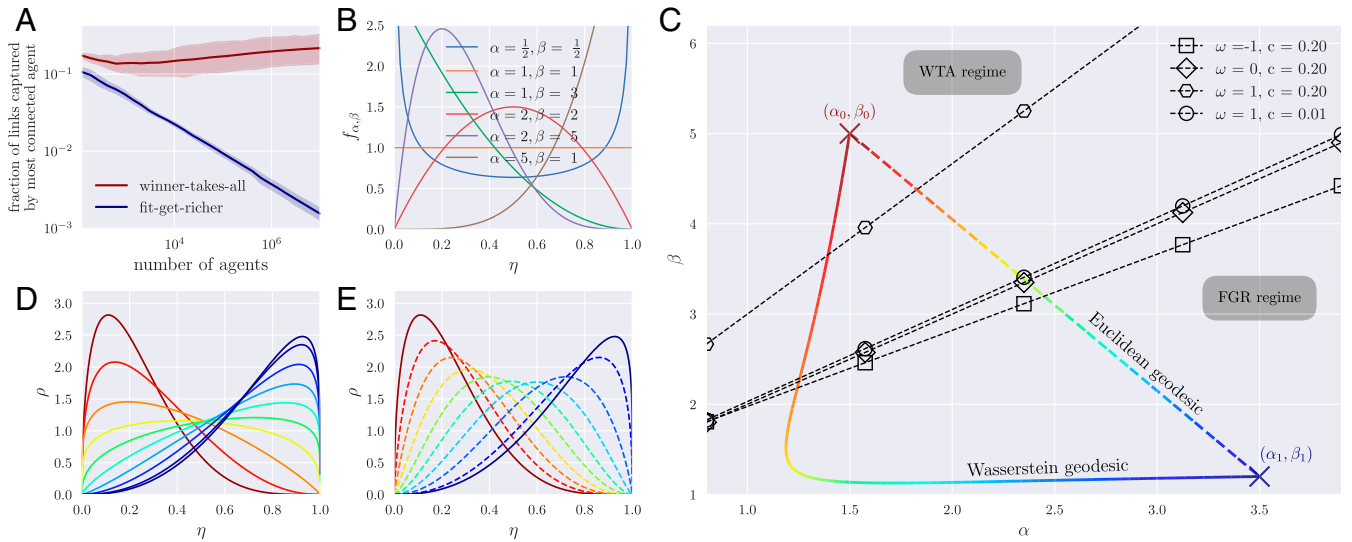 A
fraction of links captured
by most connected agent
10⁻¹
10⁻²
10⁻³
winner-takes-all
fit-get-richer
10⁴
10⁶
number of agents
B
f_{α,β}
2.5
2.0
1.5
1.0
0.5
0.0
α = 1/2, β = 1/2
α = 1, β = 1
α = 1, β = 3
α = 2, β = 2
α = 2, β = 5
α = 5, β = 1
0.0 0.2 0.4 0.6 0.8 1.0
η
C
β
6
5
4
3
2
1
WTA regime
ω =-1, c = 0.20
ω = 0, c = 0.20
ω = 1, c = 0.20
ω = 1, c = 0.01
(α₀, β₀)
FGR regime
Euclidean geodesic
(α₁, β₁)
Wasserstein geodesic
1.0 1.5 2.0 2.5 3.0 3.5
α
D
ρ
3.0
2.5
2.0
1.5
1.0
0.5
0.0
0.0 0.2 0.4 0.6 0.8 1.0
η
E
ρ
3.0
2.5
2.0
1.5
1.0
0.5
0.0
0.0 0.2 0.4 0.6 0.8 1.0
η